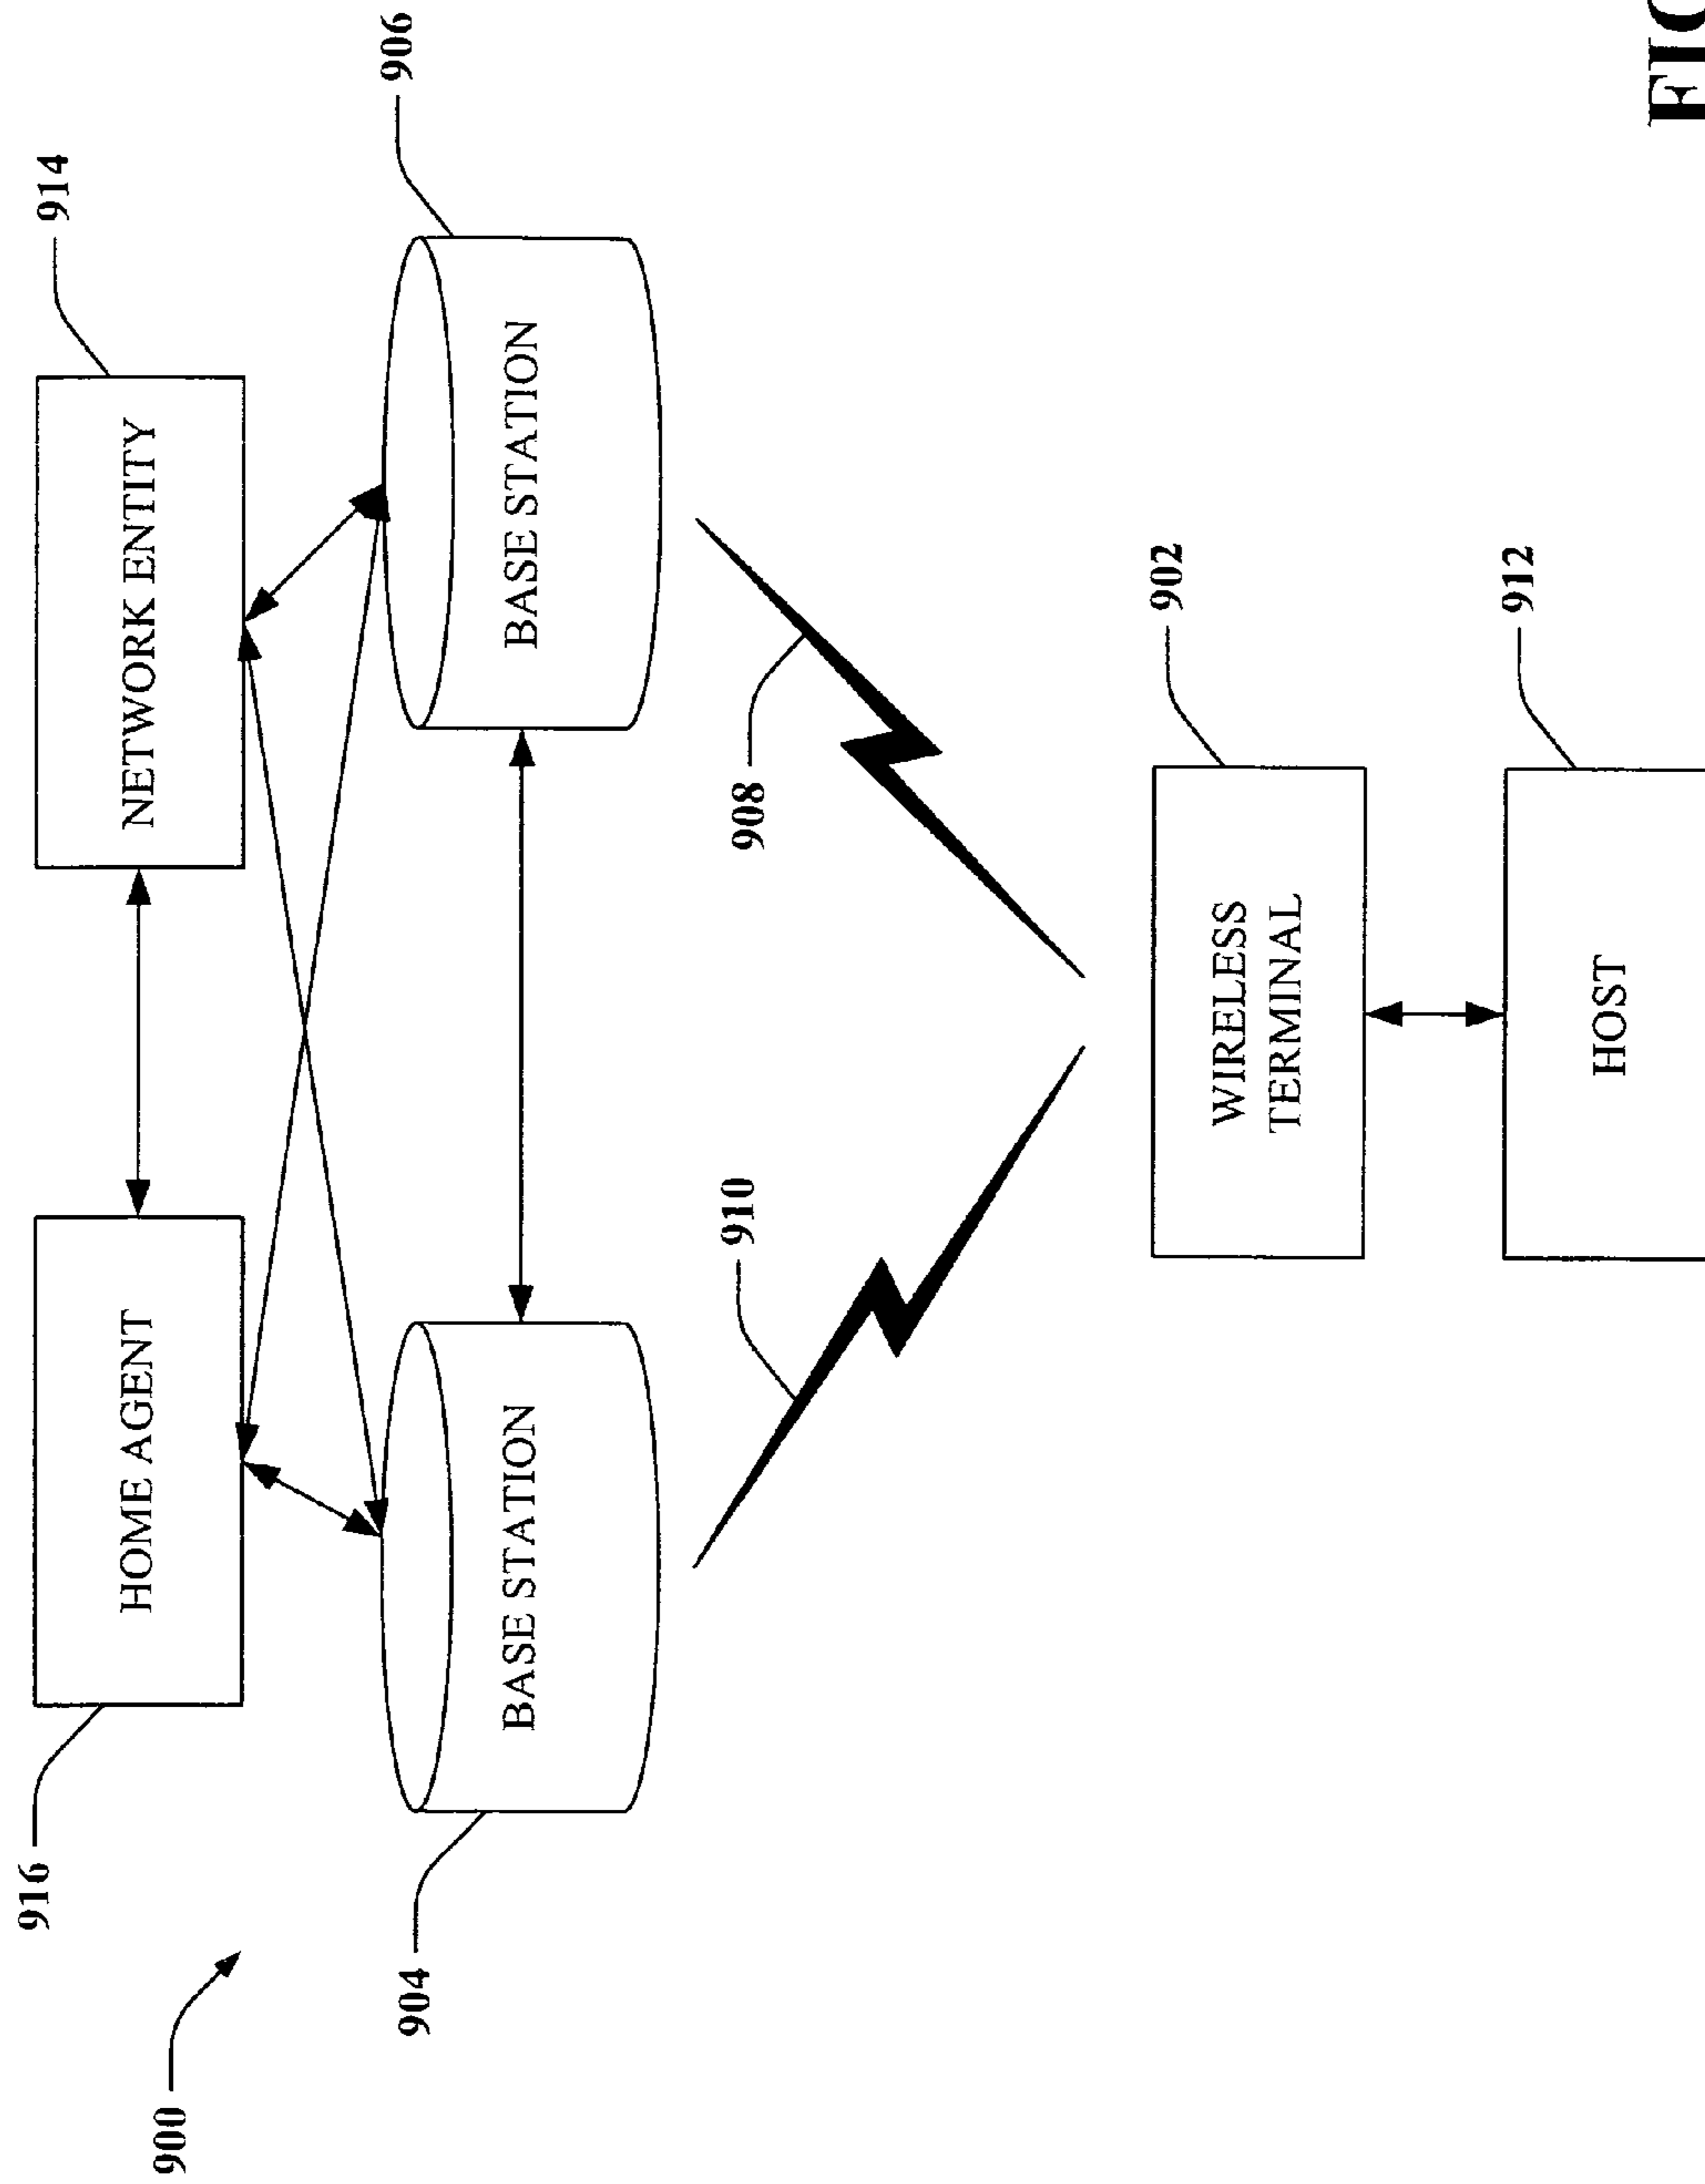 900
916
HOME AGENT
NETWORK ENTITY
914
904
BASE STATION
BASE STATION
906
910
908
WIRELESS
TERMINAL
902
HOST
912